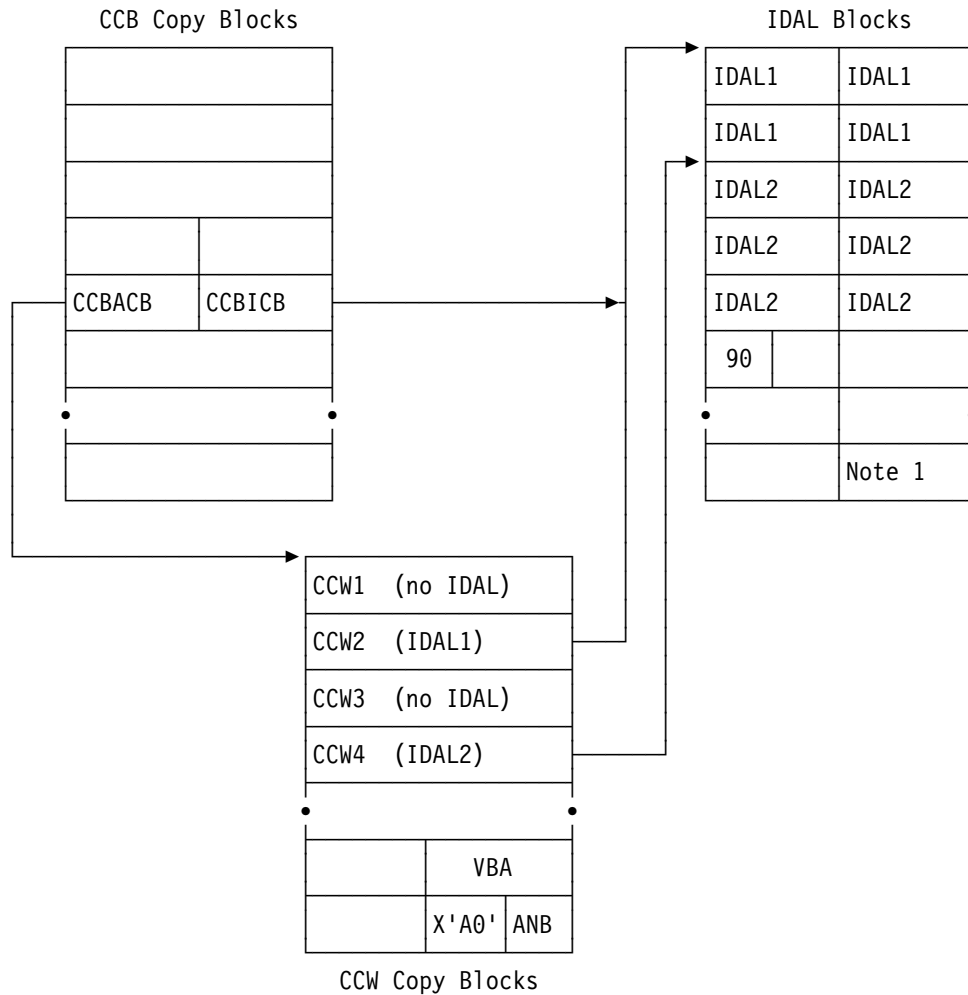 CCB Copy Blocks
IDAL Blocks
IDAL1 IDAL1
IDAL1 IDAL1
IDAL2 IDAL2
IDAL2 IDAL2
CCBACB CCBICB
IDAL2 IDAL2
90
Note 1
CCW1 (no IDAL)
CCW2 (IDAL1)
CCW3 (no IDAL)
CCW4 (IDAL2)
VBA
X'A0' ANB
CCW Copy Blocks